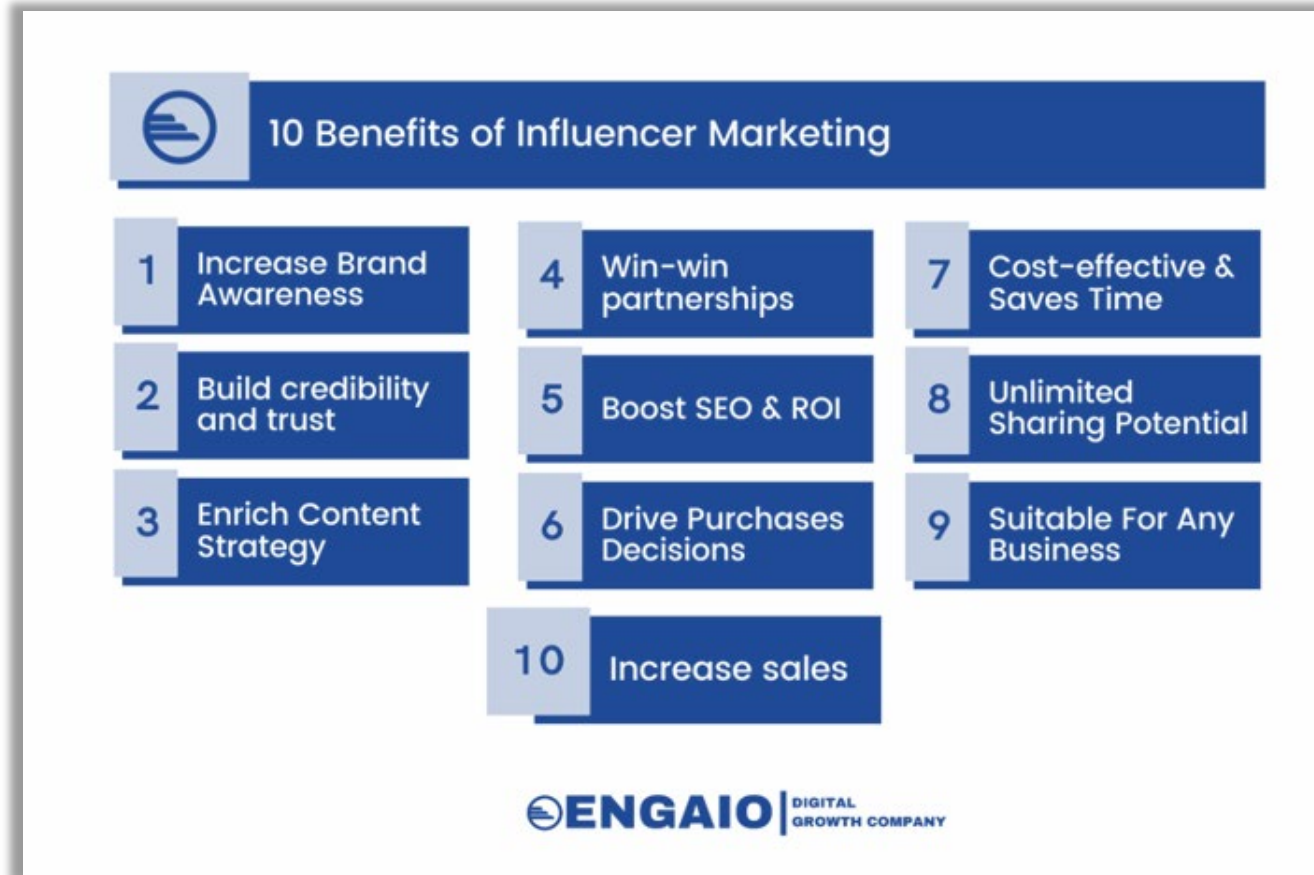 10 Benefits of Influencer Marketing
1
Increase Brand
Awareness
2
Build credibility
and trust
3
Enrich Content
Strategy
4
Win-win
partnerships
5
Boost SEO & ROI
6
Drive Purchases
Decisions
7
Cost-effective &
Saves Time
8
Unlimited
Sharing Potential
9
Suitable For Any
Business
10
Increase sales
ENGAIO
DIGITAL
GROWTH COMPANY